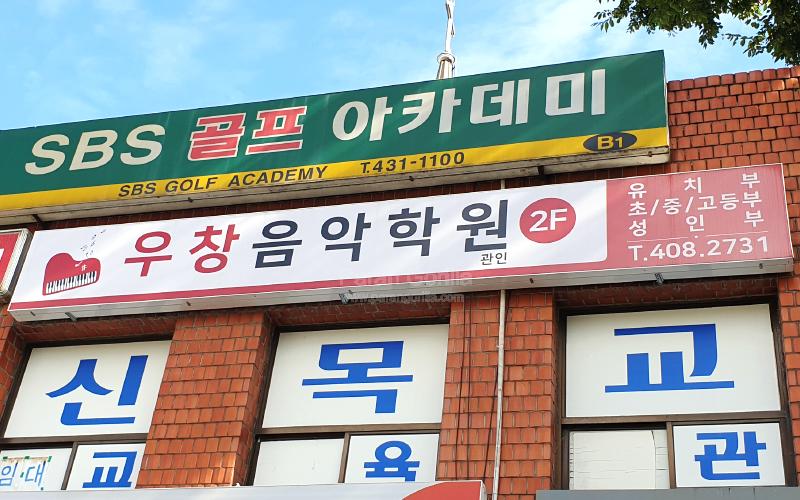 SBS 골프 아카데미
SBS GOLF ACADEMY T.431-1100 B1
우창음악학원 관인 2F
유치부
초/중/고등부
성인부
T.408.2731
신목교
임·대 교육관